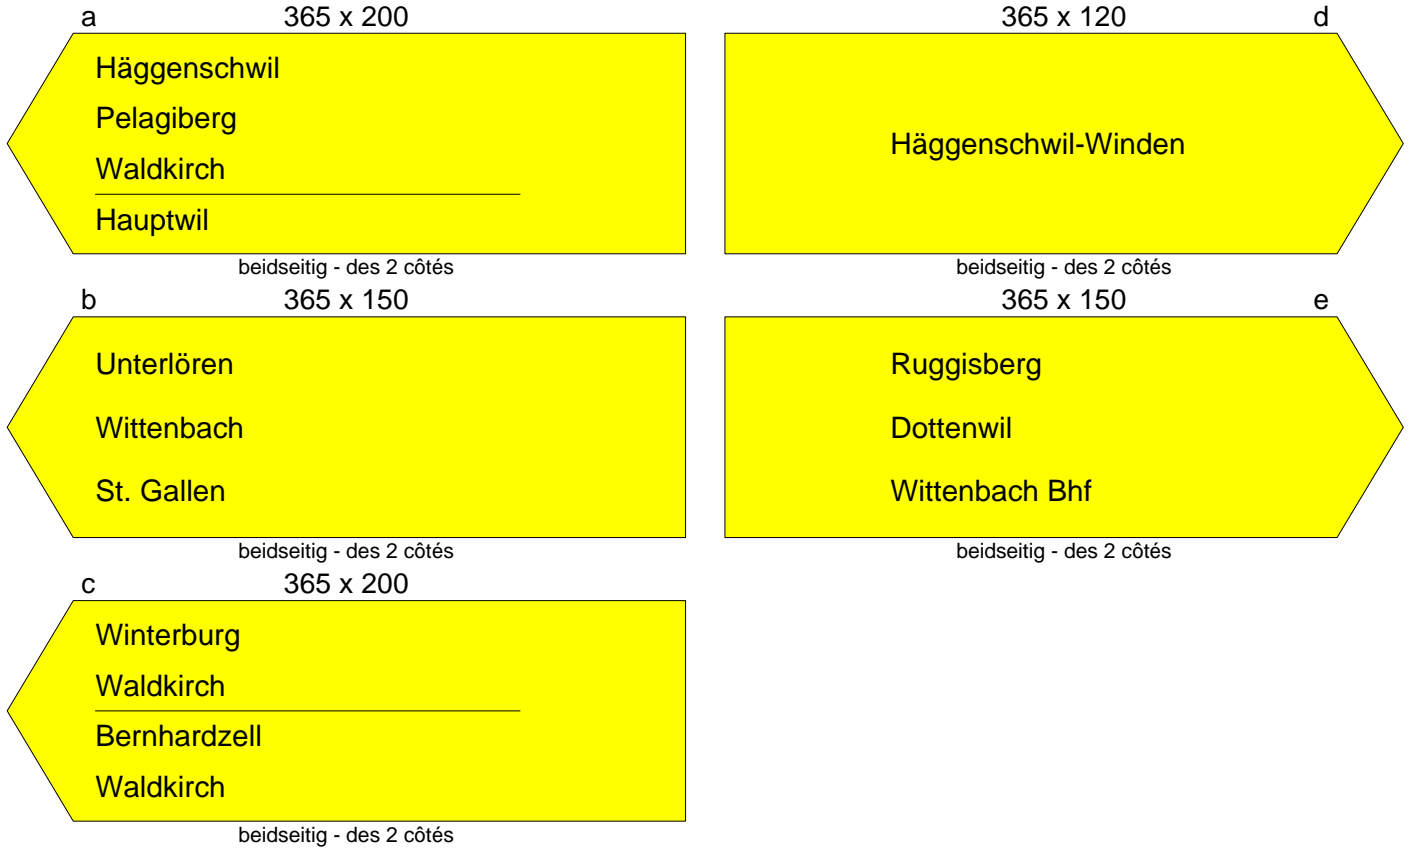 a 365 x 200
Häggenschwil
Pelagiberg
Waldkirch
Hauptwil
beidseitig - des 2 côtés
b 365 x 150
Unterlören
Wittenbach
St. Gallen
beidseitig - des 2 côtés
c 365 x 200
Winterburg
Waldkirch
Bernhardzell
Waldkirch
beidseitig - des 2 côtés
365 x 120 d
Häggenschwil-Winden
beidseitig - des 2 côtés
365 x 150 e
Ruggisberg
Dottenwil
Wittenbach Bhf
beidseitig - des 2 côtés